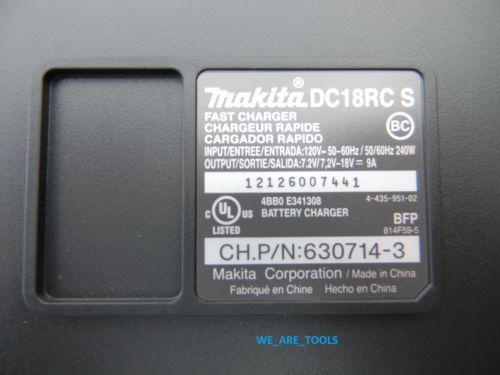 makita® DC18RC S
FAST CHARGER
CHARGEUR RAPIDE
CARGADOR RAPIDO
BC
INPUT/ENTREE/ENTRADA:120V~ 50-60Hz / 50/60Hz 240W
OUTPUT/SORTIE/SALIDA:7.2V/7,2V-18V ⎓ 9A
12126007441
4BB0 E341308
4-435-951-02
C UL US
LISTED
BATTERY CHARGER
BFP
814F59-5
CH.P/N:630714-3
Makita Corporation / Made in China
Fabriqué en Chine Hecho en China
WE_ARE_TOOLS